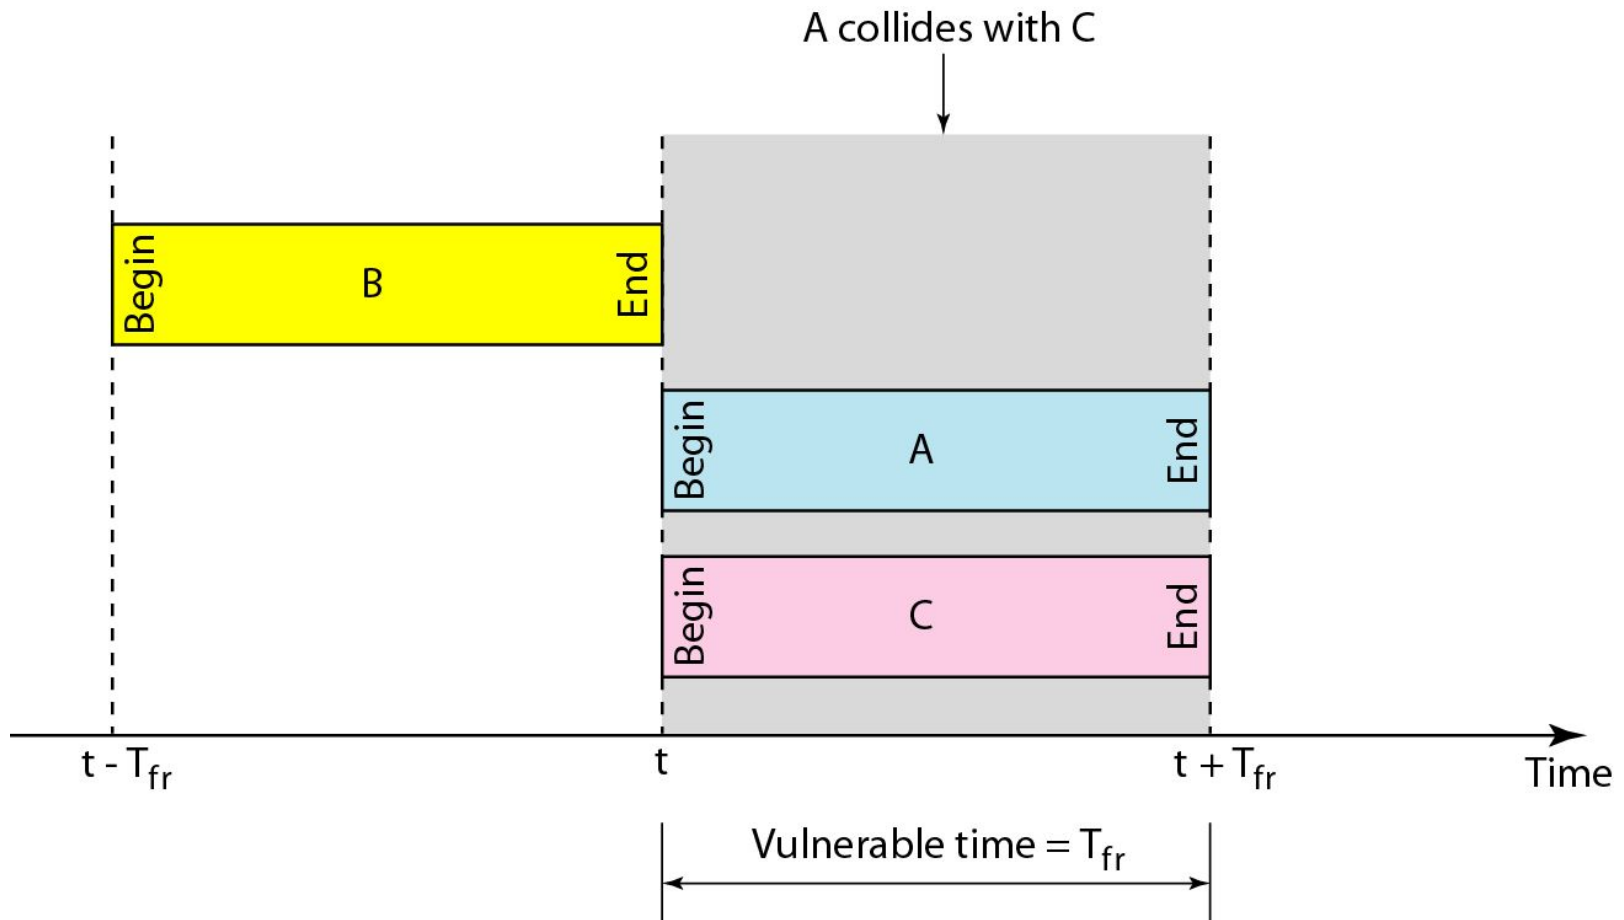 A collides with C
Begin
B
End
Begin
A
End
Begin
C
End
t - Tfr
t
t + Tfr
Time
Vulnerable time = Tfr